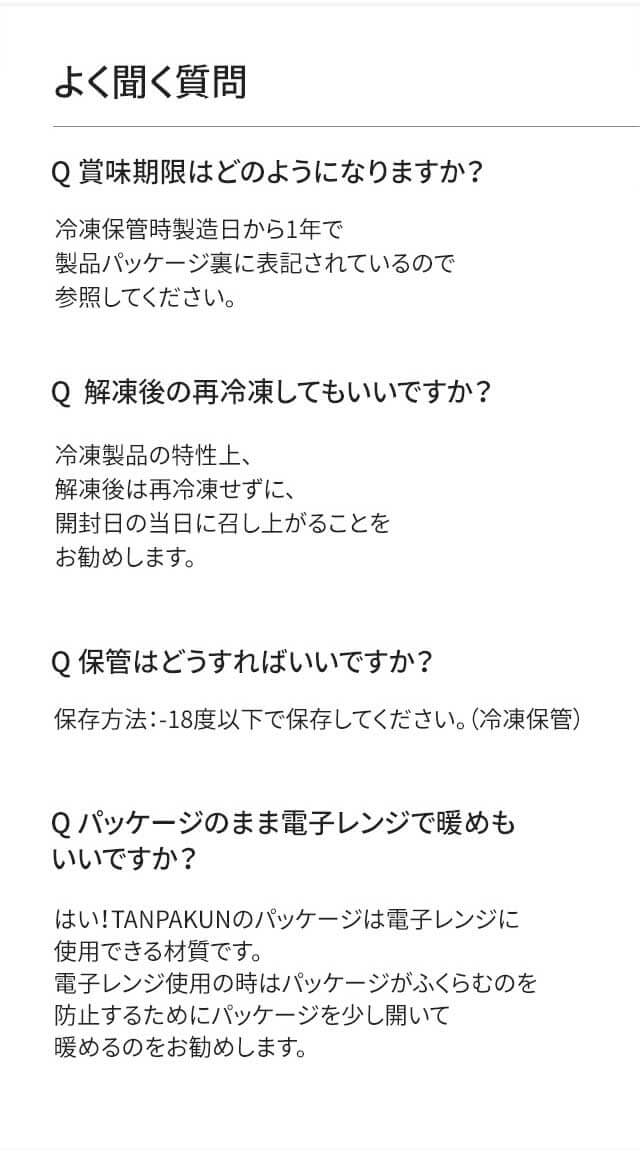 よく聞く質問
Q 賞味期限はどのようになりますか？
冷凍保管時製造日から1年で
製品パッケージ裏に表記されているので
参照してください。
Q 解凍後の再冷凍してもいいですか？
冷凍製品の特性上、
解凍後は再冷凍せずに、
開封日の当日に召し上がることを
お勧めします。
Q 保管はどうすればいいですか？
保存方法：-18度以下で保存してください。（冷凍保管）
Q パッケージのまま電子レンジで暖めも
いいですか？
はい！TANPAKUNのパッケージは電子レンジに
使用できる材質です。
電子レンジ使用の時はパッケージがふくらむのを
防止するためにパッケージを少し開いて
暖めるのをお勧めします。